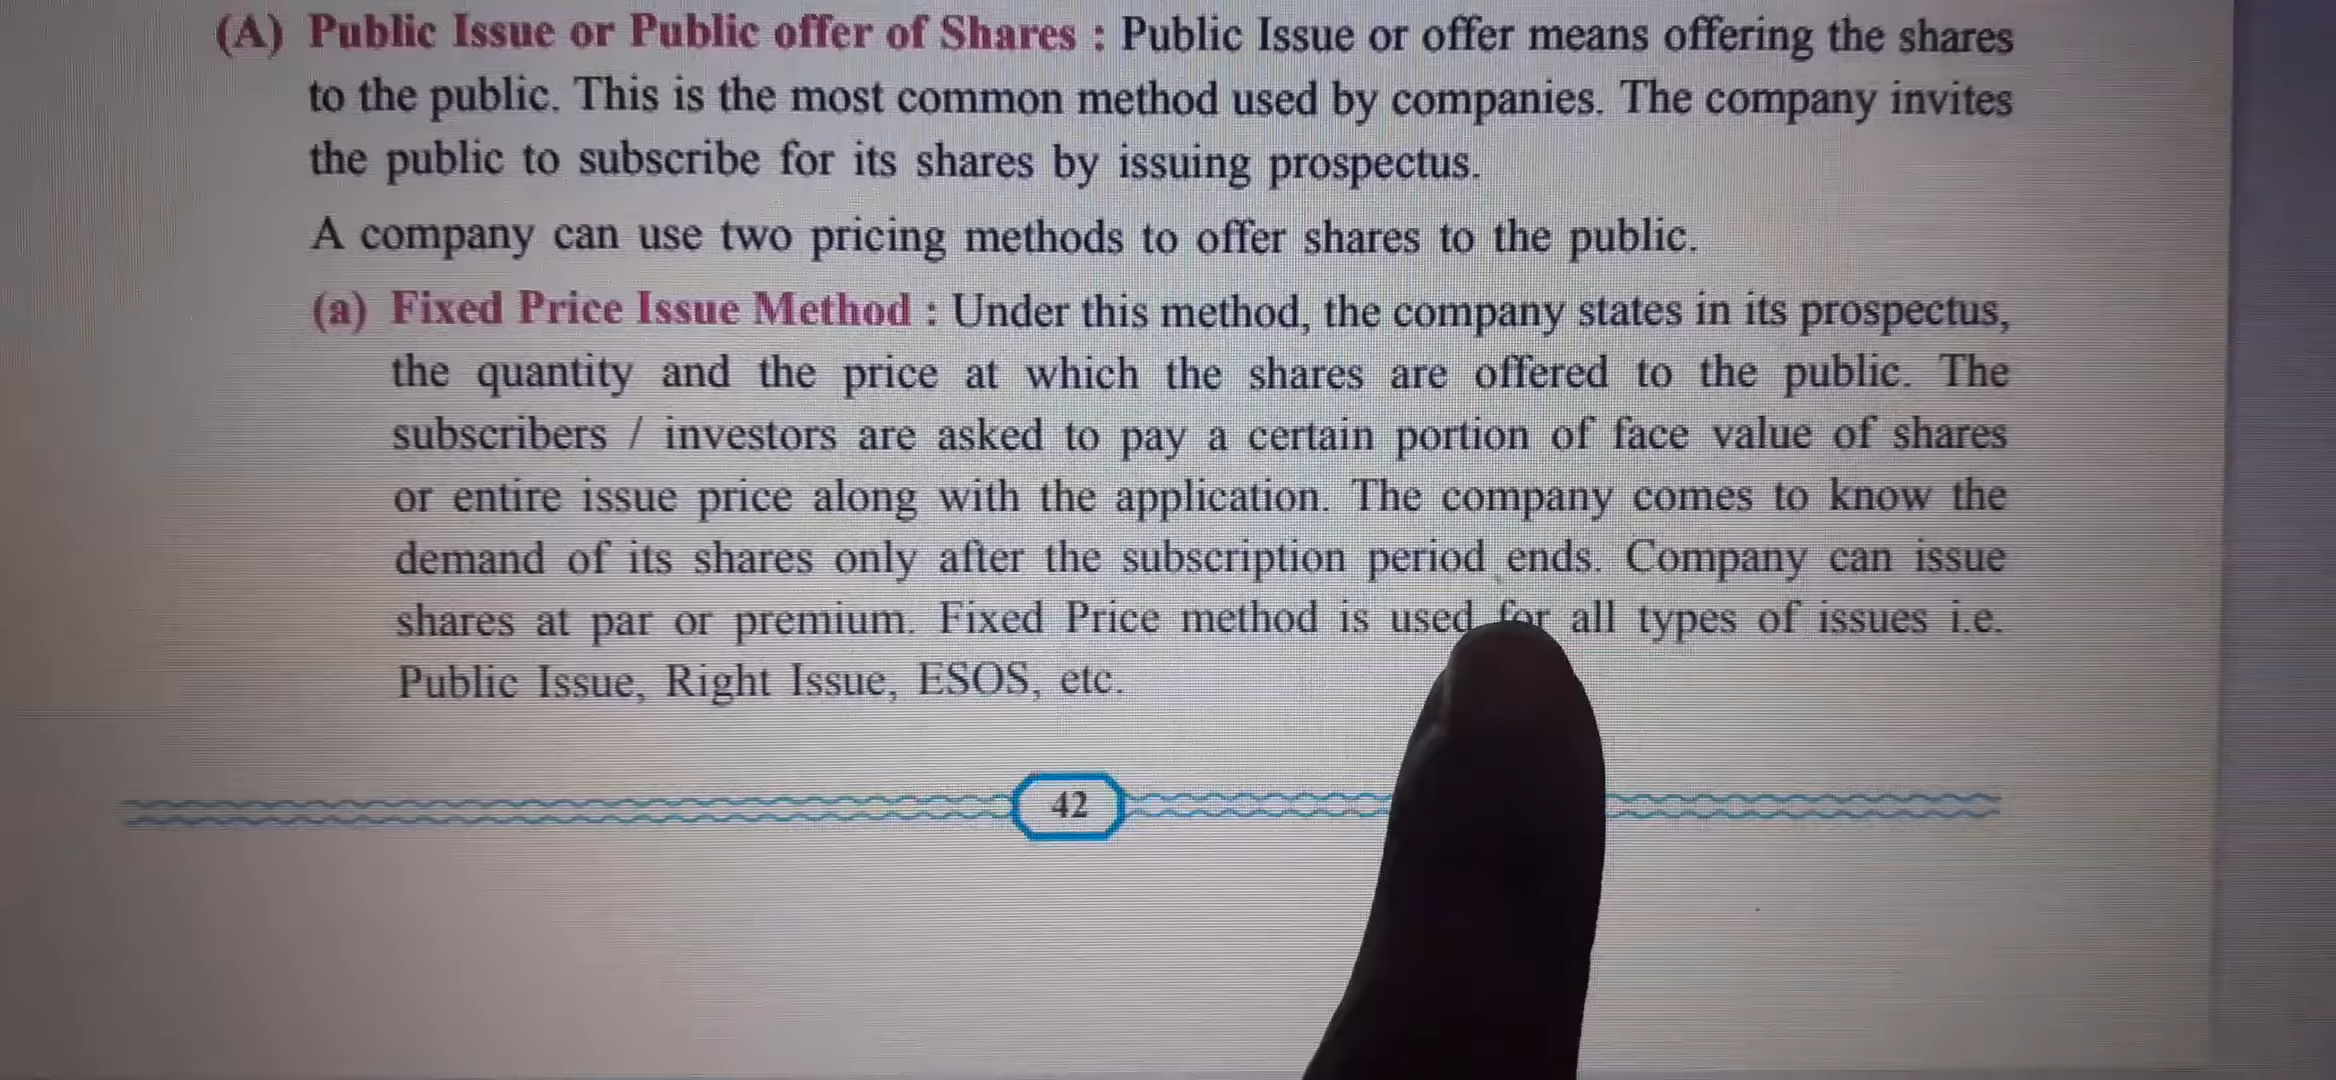 (A) Public Issue or Public offer of Shares : Public Issue or offer means offering the shares
to the public. This is the most common method used by companies. The company invites
the public to subscribe for its shares by issuing prospectus.
A company can use two pricing methods to offer shares to the public.
(a) Fixed Price Issue Method : Under this method, the company states in its prospectus,
the quantity and the price at which the shares are offered to the public. The
subscribers / investors are asked to pay a certain portion of face value of shares
or entire issue price along with the application. The company comes to know the
demand of its shares only after the subscription period ends. Company can issue
shares at par or premium. Fixed Price method is used for all types of issues i.e.
Public Issue, Right Issue, ESOS, etc.
42